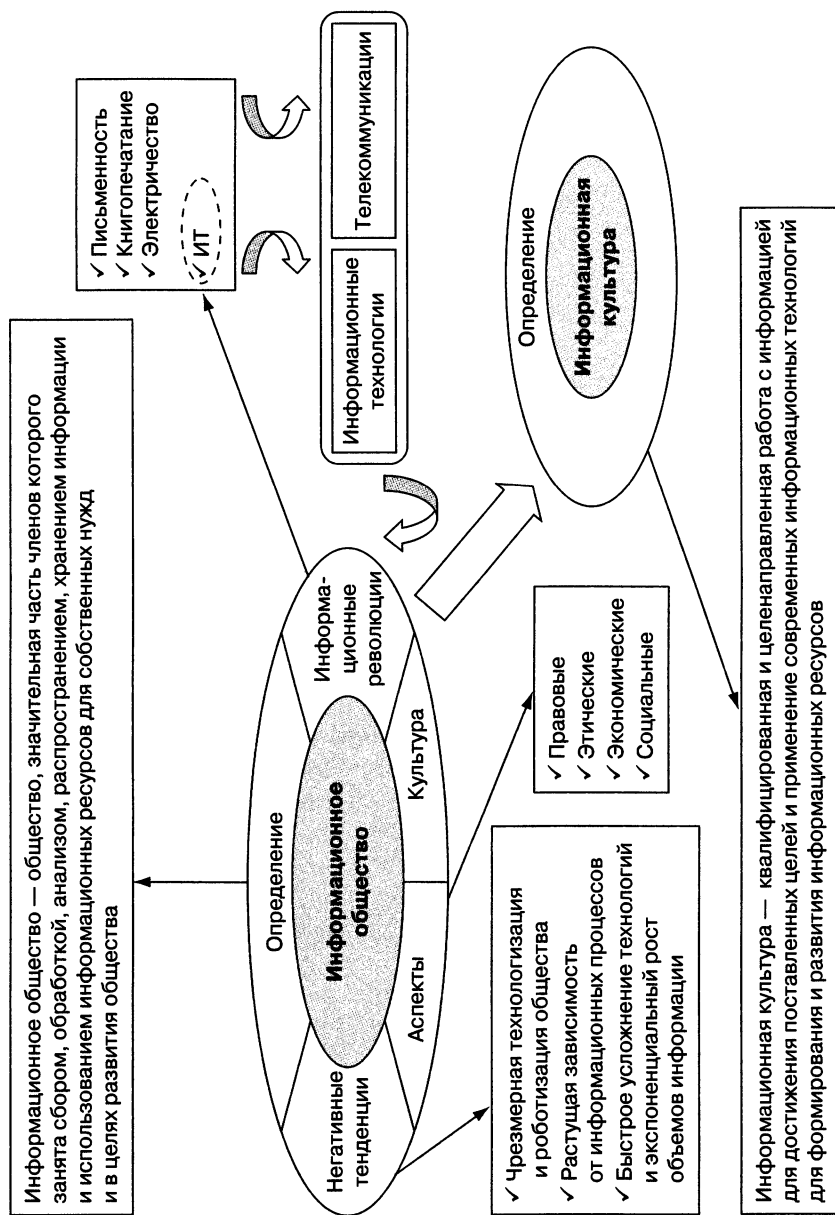 Информационное общество — общество, значительная часть членов которого
занята сбором, обработкой, анализом, распространением, хранением информации
и использованием информационных ресурсов для собственных нужд
и в целях развития общества
✓ Письменность
✓ Книгопечатание
✓ Электричество
✓ ИТ
Определение
Информа-
ционные
революции
Культура
Аспекты
Негативные
тенденции
Информационное
общество
Информационные
технологии
Телекоммуникации
✓ Чрезмерная технологизация
и роботизация общества
✓ Растущая зависимость
от информационных процессов
✓ Быстрое усложнение технологий
и экспоненциальный рост
объемов информации
✓ Правовые
✓ Этические
✓ Экономические
✓ Социальные
Определение
Информационная
культура
Информационная культура — квалифицированная и целенаправленная работа с информацией
для достижения поставленных целей и применение современных информационных технологий
для формирования и развития информационных ресурсов